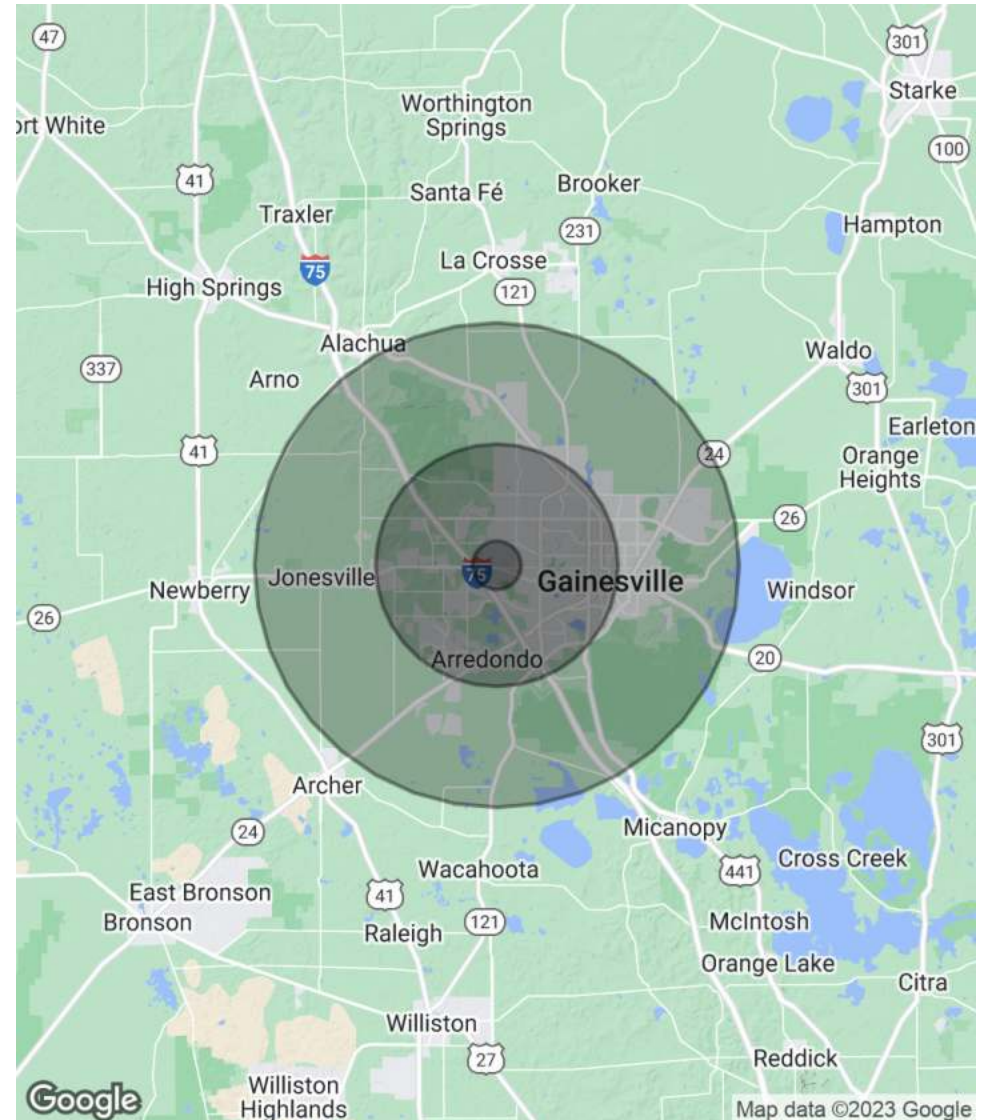 47
301
Starke
Worthington
Springs
ort White
100
41
Santa Fé
Brooker
Traxler
Hampton
231
La Crosse
75
High Springs
121
Alachua
Waldo
337
Arno
301
Earleton
41
24
Orange
Heights
26
75
Jonesville
Gainesville
Newberry
Windsor
26
Arredondo
20
301
Archer
Micanopy
24
Cross Creek
Wacahoota
441
East Bronson
41
Bronson
121
McIntosh
Raleigh
Orange Lake
Citra
Williston
27
Reddick
Williston
Highlands
Google
Map data ©2023 Google